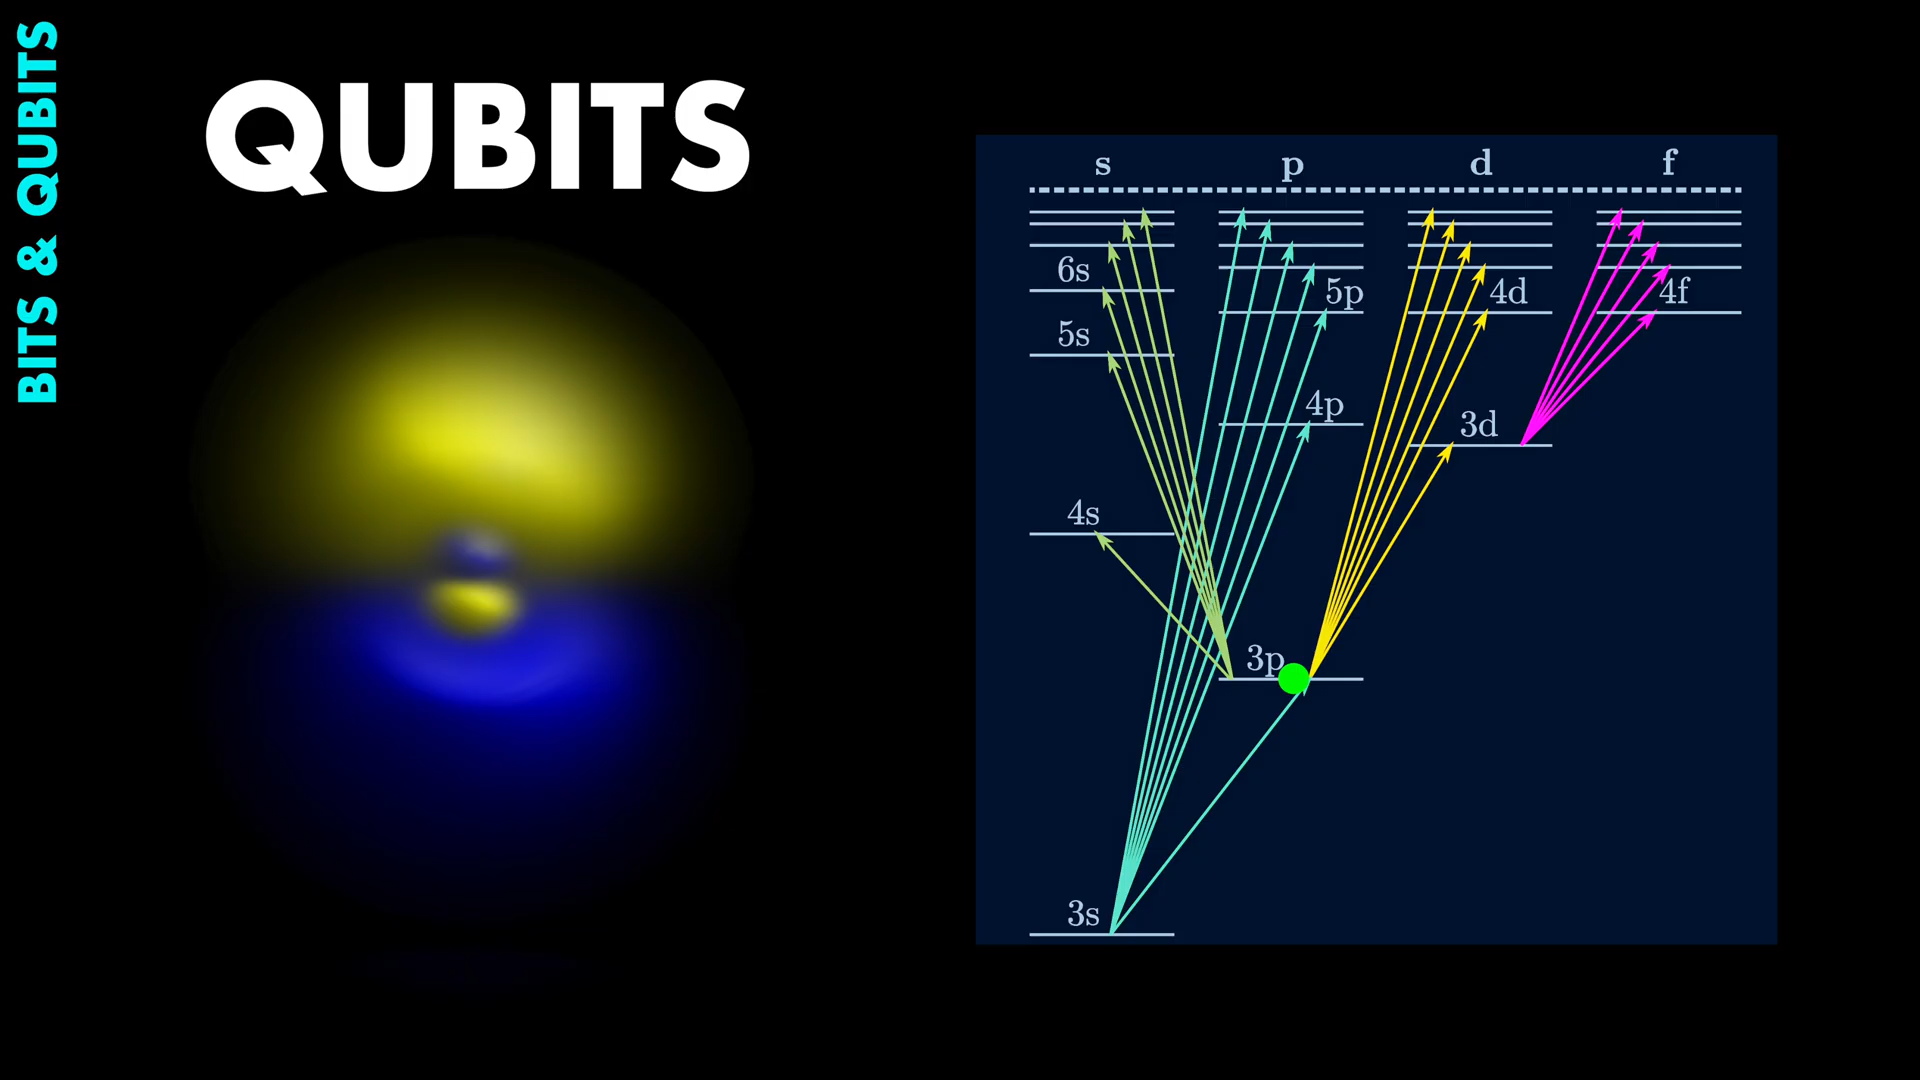 BITS & QUBITS
QUBITS
s p d f
6s
5p 4d 4f
5s
4p
3d
4s
3p
3s